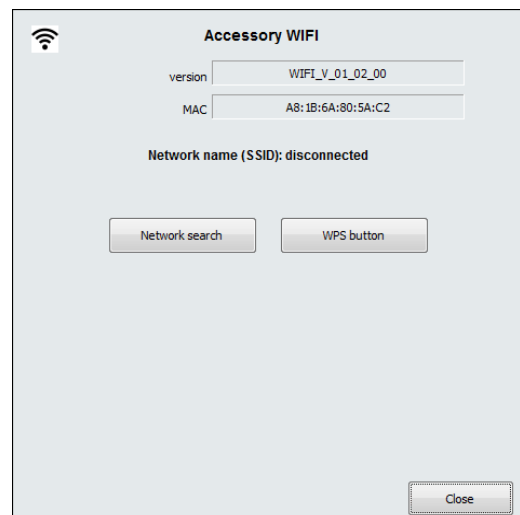 Accessory WIFI
version WIFI_V_01_02_00
MAC A8:1B:6A:80:5A:C2
Network name (SSID): disconnected
Network search WPS button
Close